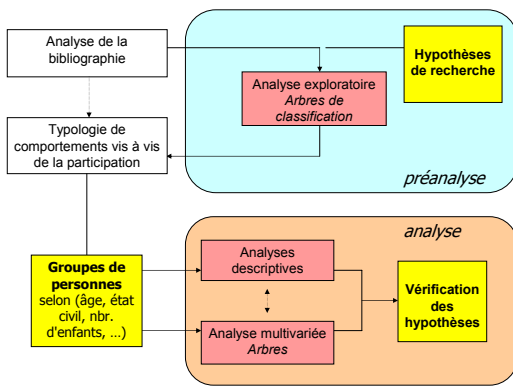 Analyse de la
bibliographie
Hypothèses
de recherche
Analyse exploratoire
Arbres de
classification
Typologie de
comportements vis à vis
de la participation
préanalyse
analyse
Groupes de
personnes
selon (âge, état
civil, nbr.
d'enfants, ...)
Analyses
descriptives
Vérification
des
hypothèses
Analyse multivariée
Arbres